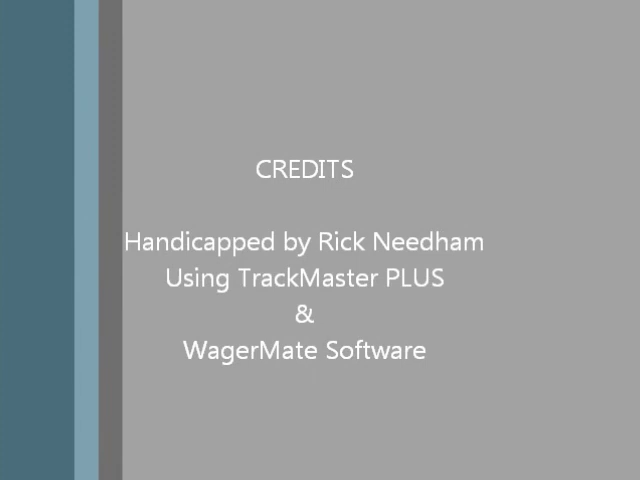 CREDITS
Handicapped by Rick Needham
Using TrackMaster PLUS
&
WagerMate Software